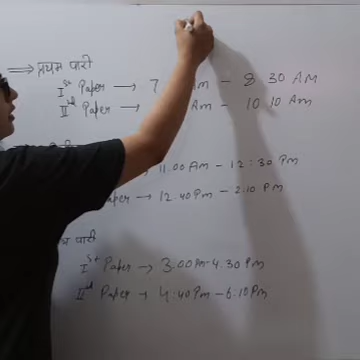 ⟹ प्रथम पारी
Ist Paper → 7 Am - 8 30 AM
IInd Paper → Am - 10 10 Am
11.00 Am - 12:30 Pm
Paper → 12.40 Pm - 2.10 PM
पारी
Ist Paper → 3.00 Pm - 4.30 PM
IInd Paper → 4:40 Pm - 6.10 Pm